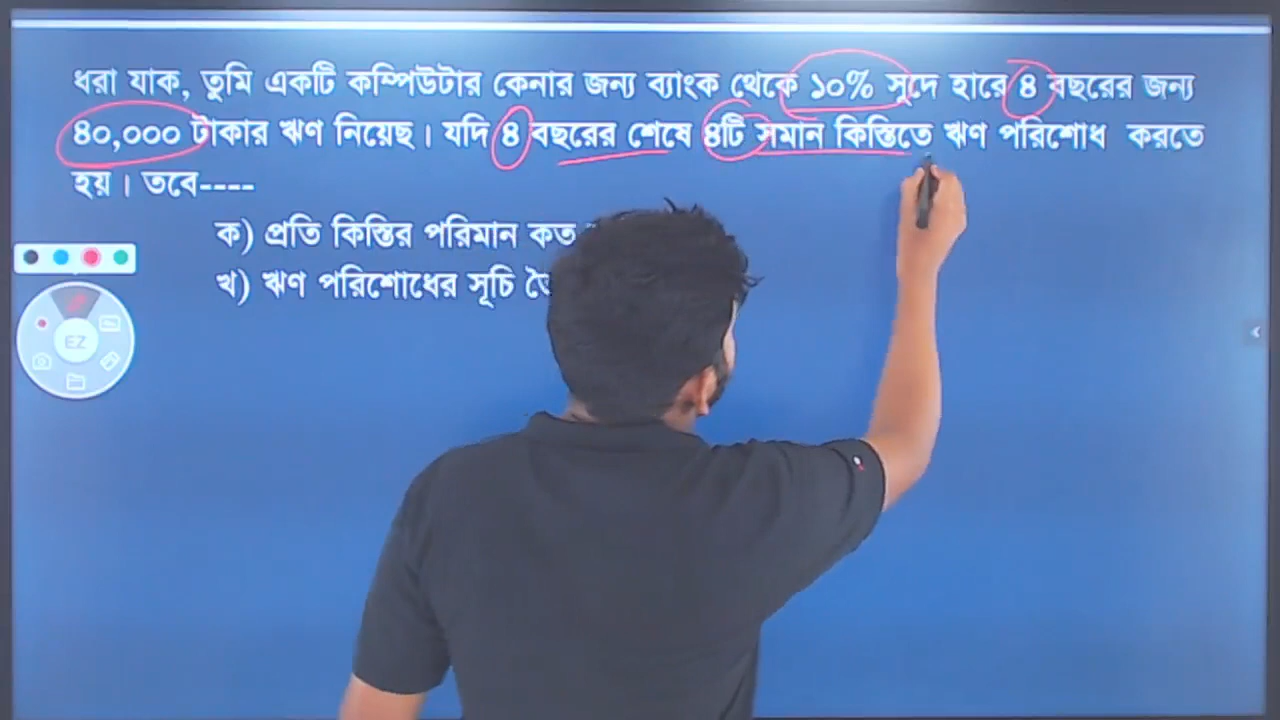 ধরা যাক, তুমি একটি কম্পিউটার কেনার জন্য ব্যাংক থেকে ১০% সুদে হারে ৪ বছরের জন্য
৪০,০০০ টাকার ঋণ নিয়েছ। যদি ৪ বছরের শেষে ৪টি সমান কিস্তিতে ঋণ পরিশোধ করতে
হয়। তবে----
ক) প্রতি কিস্তির পরিমান কত
খ) ঋণ পরিশোধের সূচি
EZ